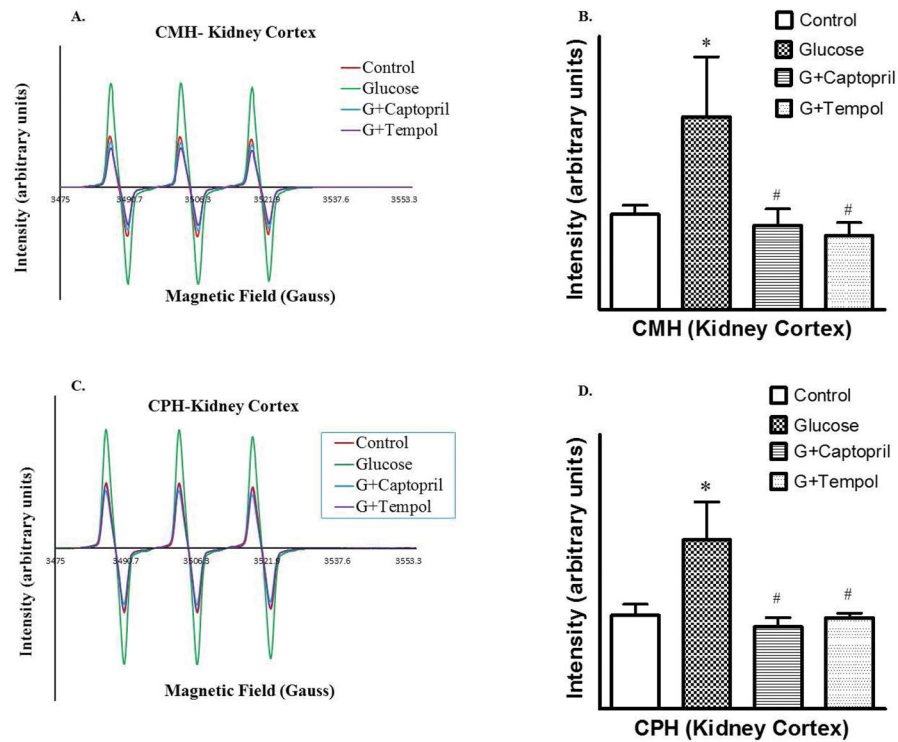 A.
CMH- Kidney Cortex
Control
Glucose
G+Captopril
G+Tempol
Intensity (arbitrary units)
3475 3490.7 3506.3 3521.9 3537.6 3553.3
Magnetic Field (Gauss)
B.
Control
Glucose
G+Captopril
G+Tempol
*
#
#
Intensity (arbitrary units)
CMH (Kidney Cortex)
C.
CPH-Kidney Cortex
Control
Glucose
G+Captopril
G+Tempol
Intensity (arbitrary units)
3475 3490.7 3506.3 3521.9 3537.6 3553.3
Magnetic Field (Gauss)
D.
Control
Glucose
G+Captopril
G+Tempol
*
#
#
Intensity (arbitrary units)
CPH (Kidney Cortex)